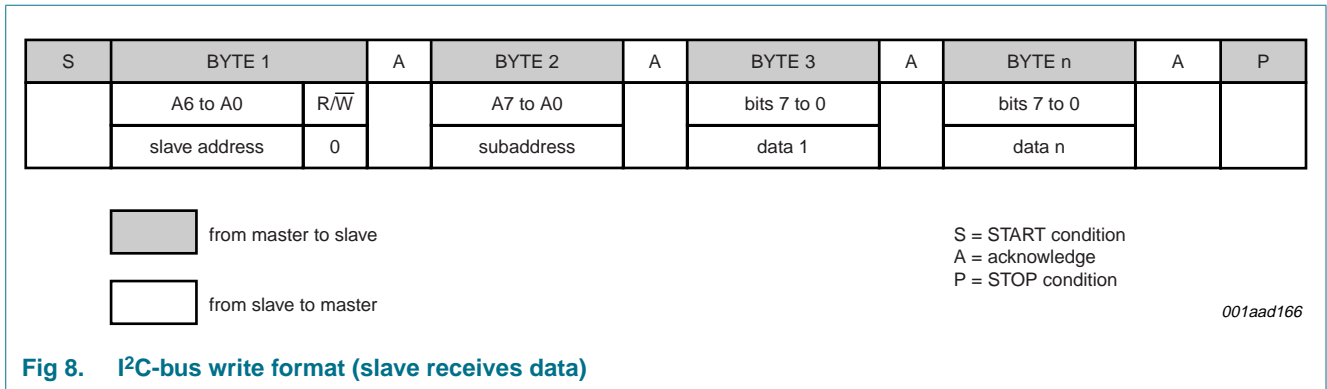 S BYTE 1 A BYTE 2 A BYTE 3 A BYTE n A P
A6 to A0 R/W̅ A7 to A0 bits 7 to 0 bits 7 to 0
slave address 0 subaddress data 1 data n
from master to slave
from slave to master
S = START condition
A = acknowledge
P = STOP condition
001aad166
Fig 8. I²C-bus write format (slave receives data)